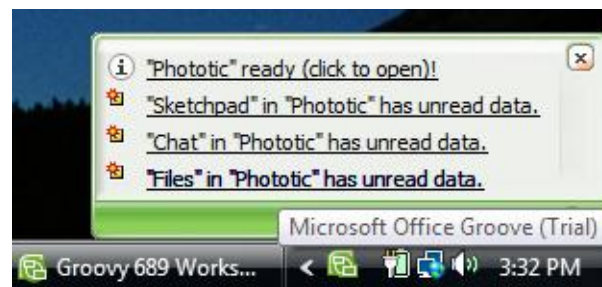 "Phototic" ready (click to open)!
"Sketchpad" in "Phototic" has unread data.
"Chat" in "Phototic" has unread data.
"Files" in "Phototic" has unread data.
Microsoft Office Groove (Trial)
Groovy 689 Works... < 3:32 PM